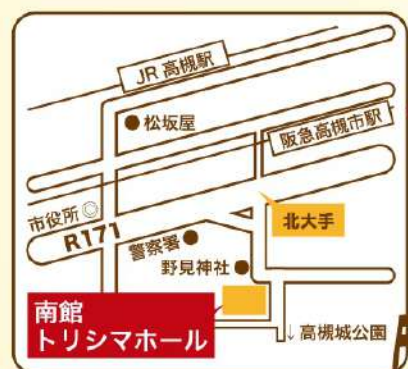 JR 高槻駅
松坂屋
阪急高槻市駅
市役所
R171
北大手
警察署
野見神社
南館
トリシマホール
↓高槻城公園